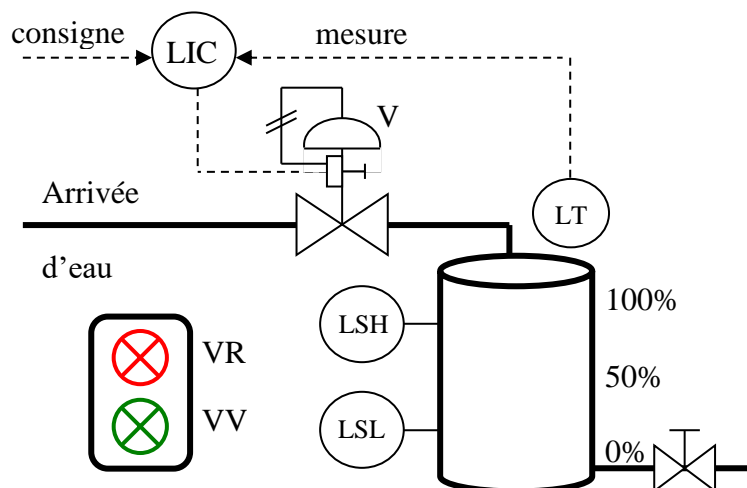 consigne
LIC
mesure
V
Arrivée
LT
d’eau
100%
LSH
VR
50%
VV
LSL
0%